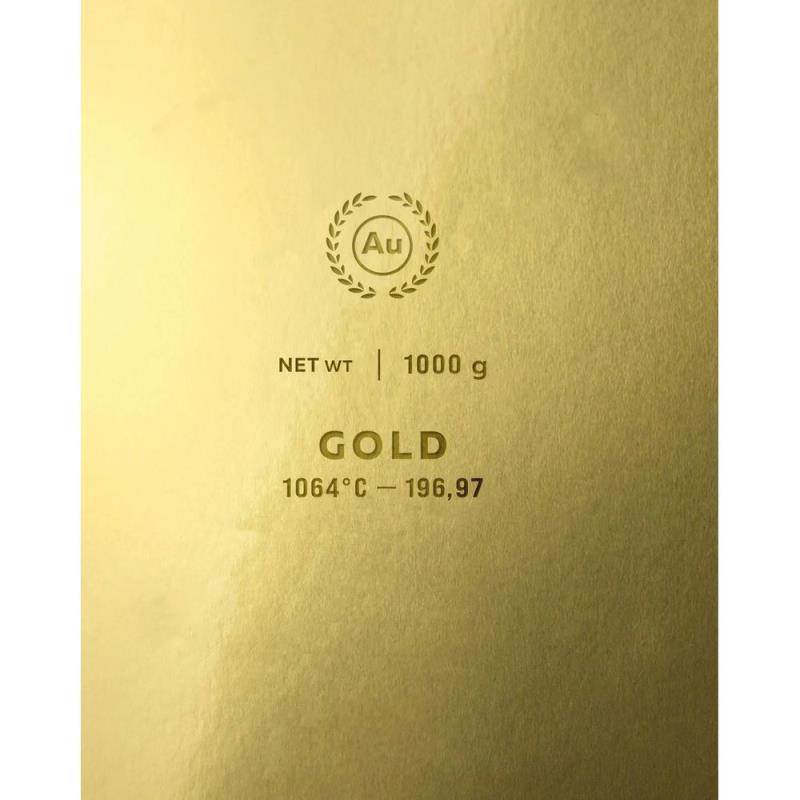 Au
NET WT | 1000 g
GOLD
1064°C — 196,97